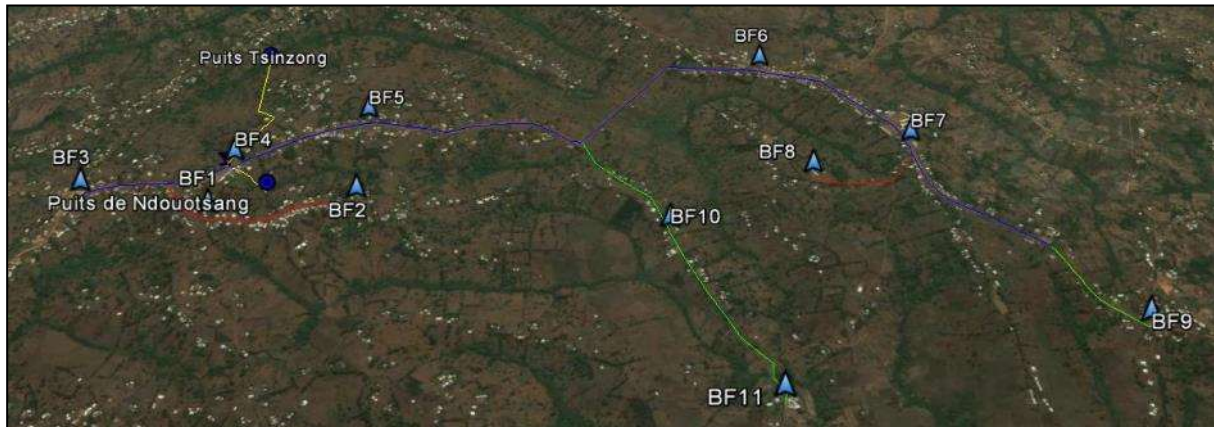 BF6
Puits Tsinzong
BF5
BF7
BF4
BF8
BF3
BF1
Puits de Ndouotsang
BF2
BF10
BF9
BF11